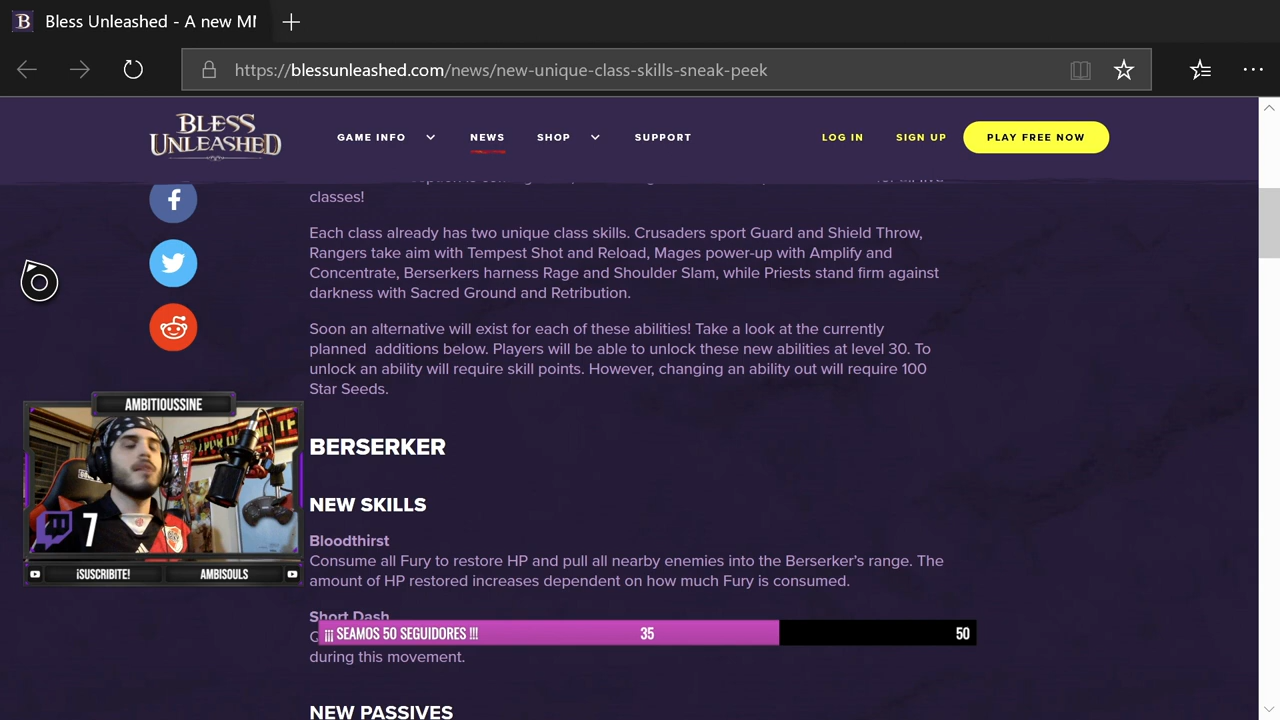 Bless Unleashed - A new MI
https://blessunleashed.com/news/new-unique-class-skills-sneak-peek
BLESS
UNLEASHED
GAME INFO
NEWS
SHOP
SUPPORT
LOG IN
SIGN UP
PLAY FREE NOW
classes!
Each class already has two unique class skills. Crusaders sport Guard and Shield Throw,
Rangers take aim with Tempest Shot and Reload, Mages power-up with Amplify and
Concentrate, Berserkers harness Rage and Shoulder Slam, while Priests stand firm against
darkness with Sacred Ground and Retribution.
Soon an alternative will exist for each of these abilities! Take a look at the currently
planned additions below. Players will be able to unlock these new abilities at level 30. To
unlock an ability will require skill points. However, changing an ability out will require 100
Star Seeds.
AMBITIOUSSINE
7
¡SUSCRIBITE!
AMBISOULS
BERSERKER
NEW SKILLS
Bloodthirst
Consume all Fury to restore HP and pull all nearby enemies into the Berserker's range. The
amount of HP restored increases dependent on how much Fury is consumed.
Short Dash
¡¡¡ SEAMOS 50 SEGUIDORES !!!
35
50
during this movement.
NEW PASSIVES